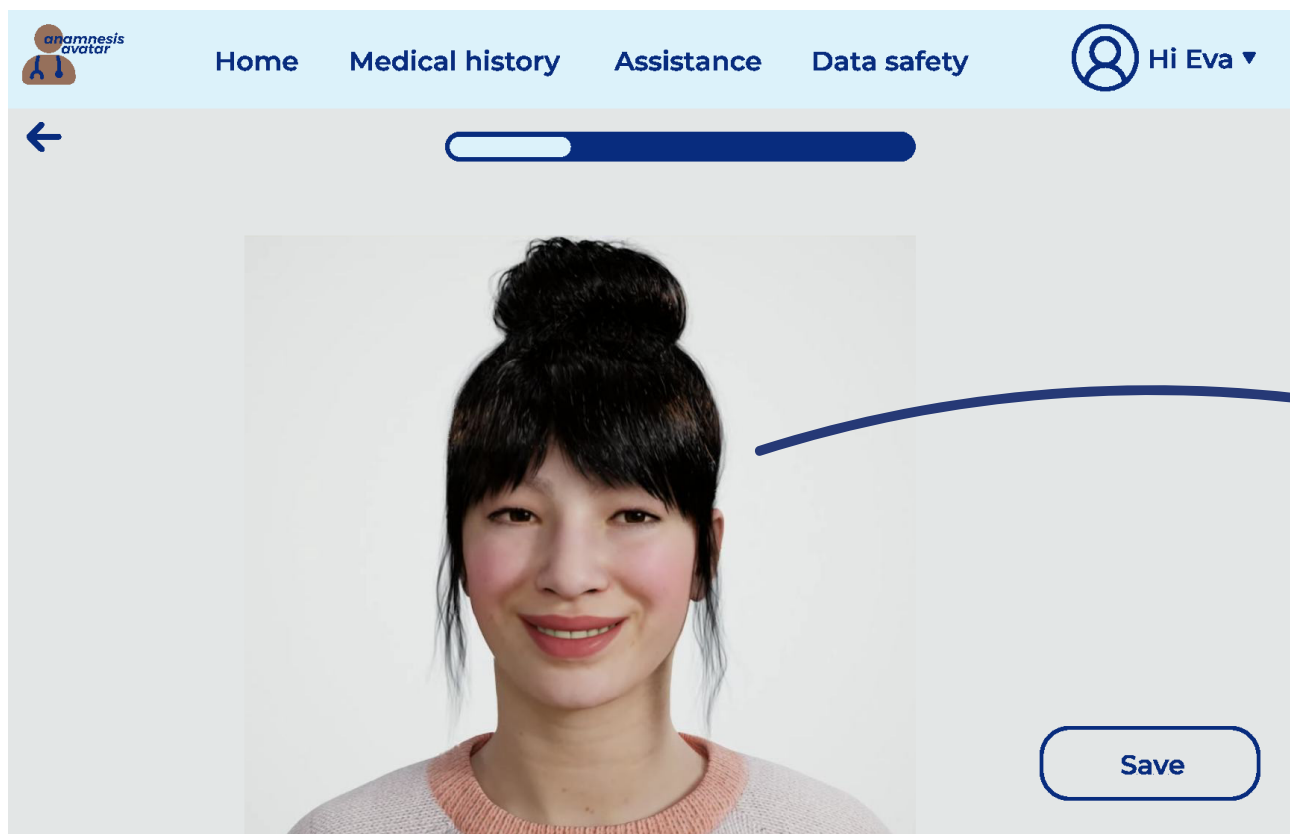 anamnesis
avatar
Home Medical history Assistance Data safety Hi Eva ▼
Save